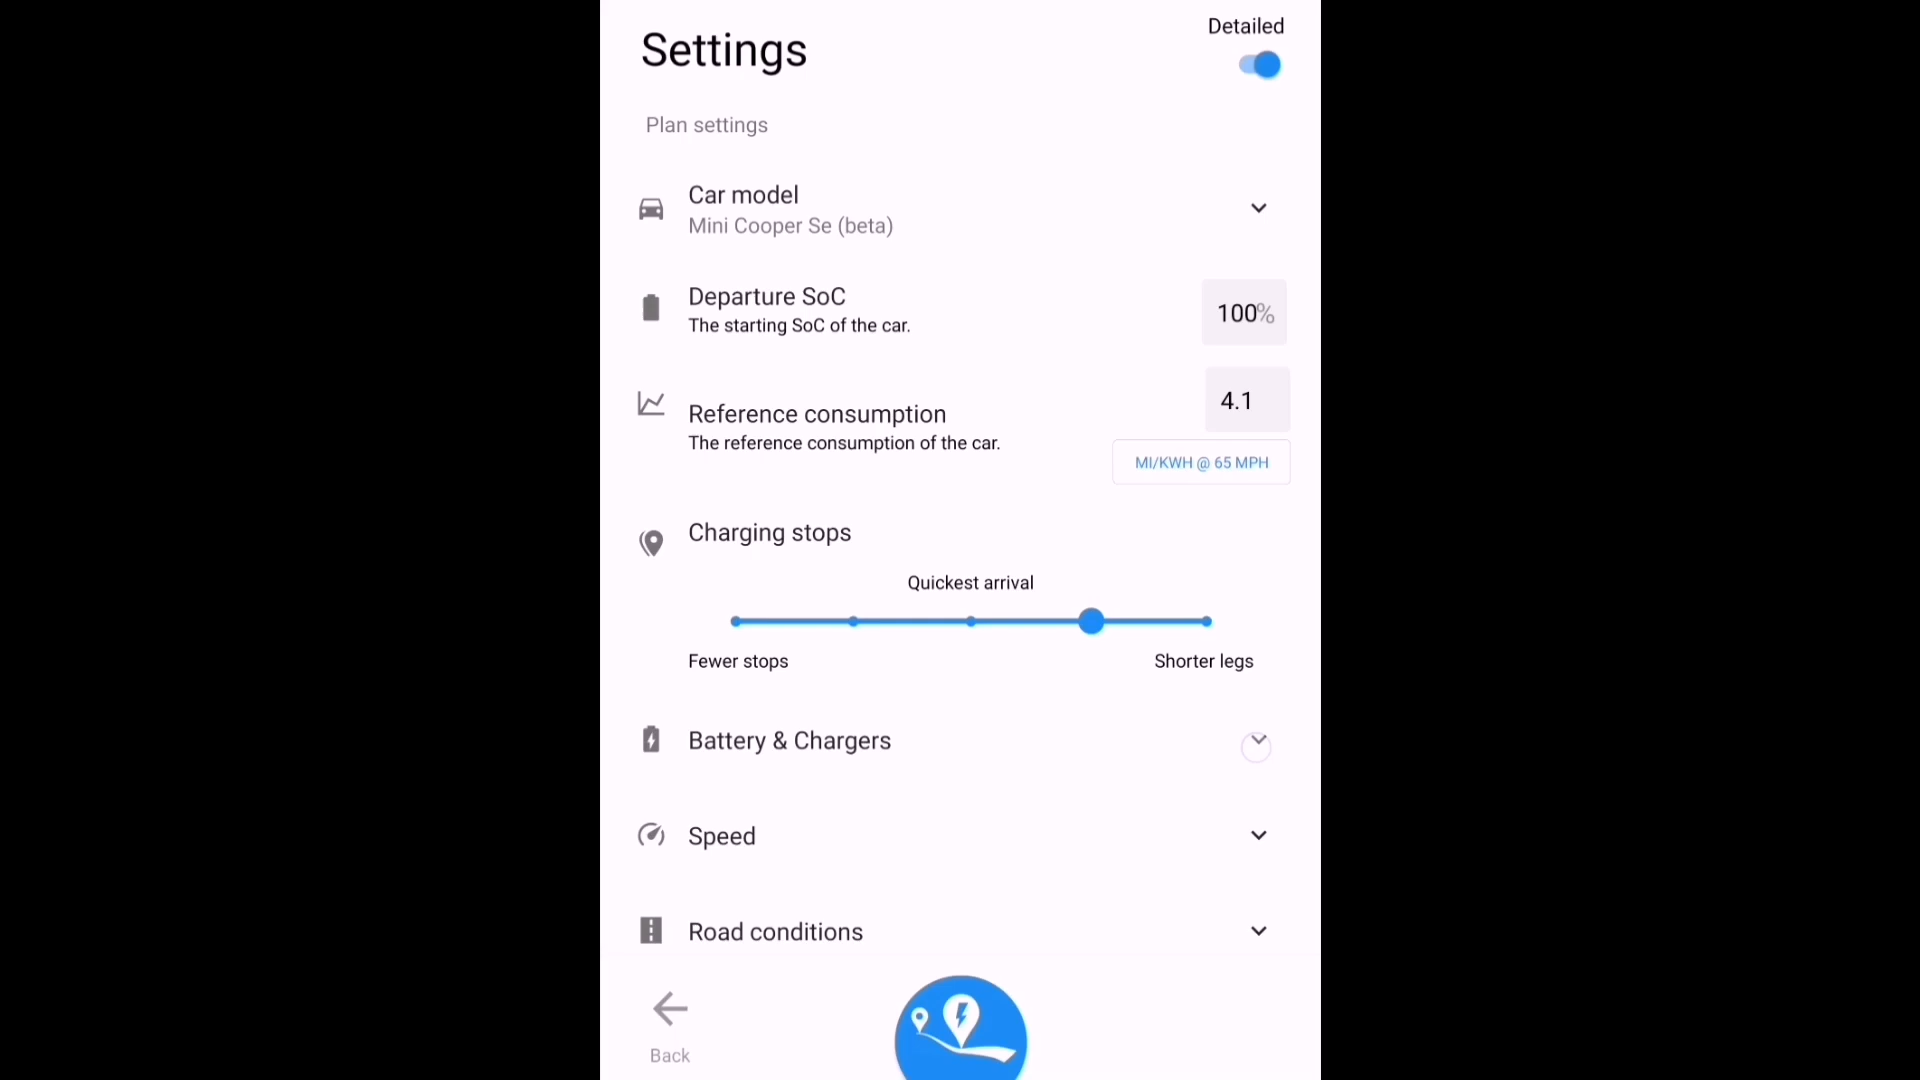 Detailed
Settings
Plan settings
Car model
Mini Cooper Se (beta)
Departure SoC
The starting SoC of the car.
100%
4.1
Reference consumption
The reference consumption of the car.
MI/KWH @ 65 MPH
Charging stops
Quickest arrival
Fewer stops
Shorter legs
Battery & Chargers
Speed
Road conditions
Back